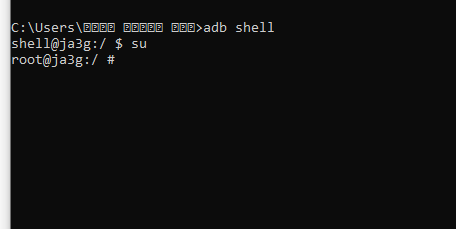 C:\Users\���� ������ ���>adb shell
shell@ja3g:/ $ su
root@ja3g:/ #